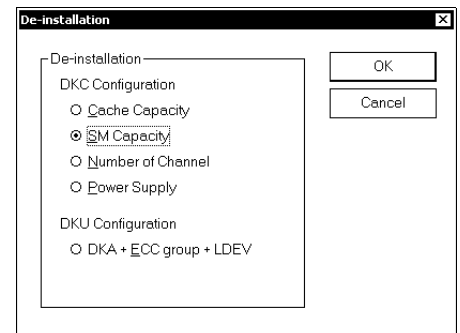 De-installation
De-installation
DKC Configuration
Cache Capacity
SM Capacity
Number of Channel
Power Supply
DKU Configuration
DKA + ECC group + LDEV
OK
Cancel